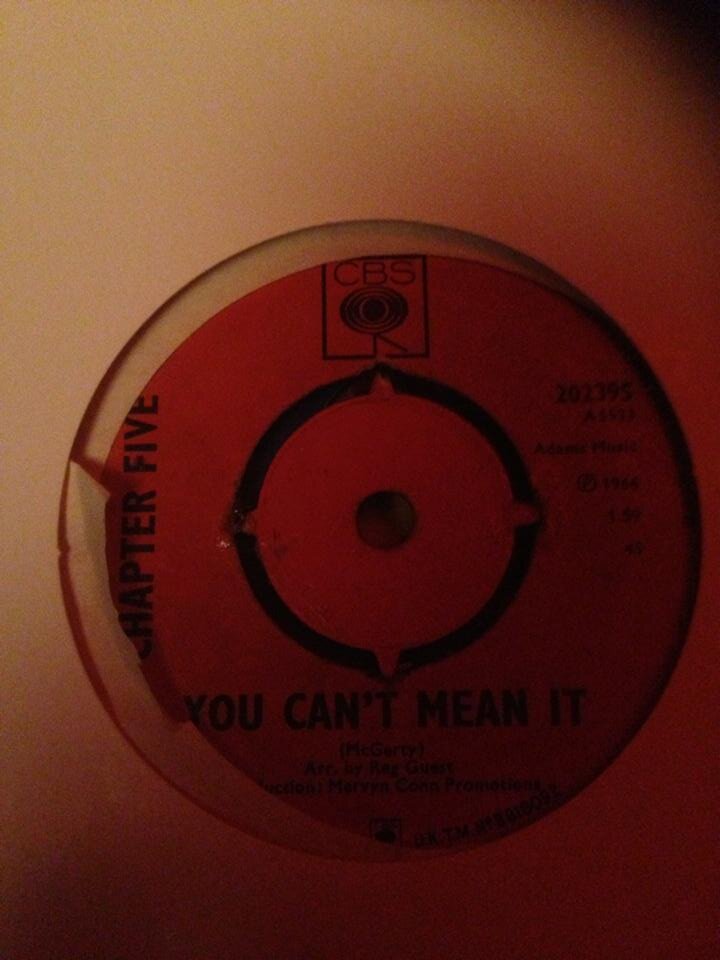 CBS
202395
Adams Music
℗ 1966
1.59
45
CHAPTER FIVE
YOU CAN'T MEAN IT
(McGarty)
Arr. by Reg Guest
uction: Mervyn Conn Promotions